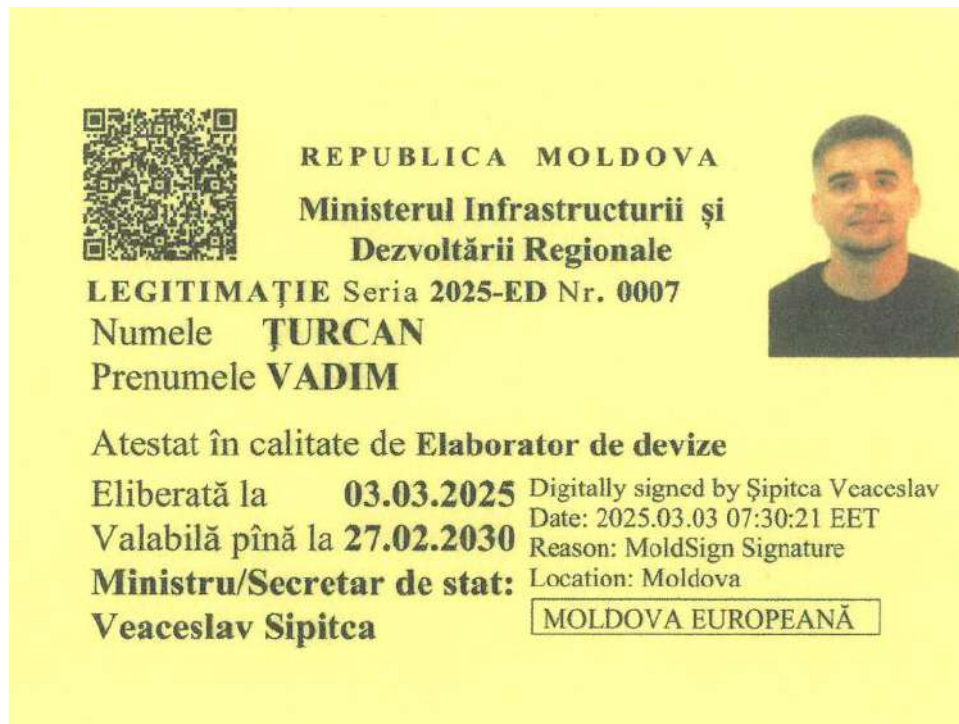 REPUBLICA MOLDOVA
Ministerul Infrastructurii și
Dezvoltării Regionale
LEGITIMAȚIE Seria 2025-ED Nr. 0007
Numele ȚURCAN
Prenumele VADIM
Atestat în calitate de Elaborator de devize
Eliberată la 03.03.2025
Valabilă pînă la 27.02.2030
Ministru/Secretar de stat:
Veaceslav Sipitca
Digitally signed by Șipitca Veaceslav
Date: 2025.03.03 07:30:21 EET
Reason: MoldSign Signature
Location: Moldova
MOLDOVA EUROPEANĂ